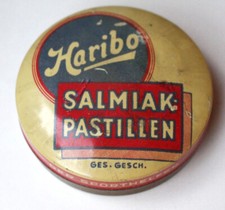 Haribo
SALMIAK
PASTILLEN
GES. GESCH.